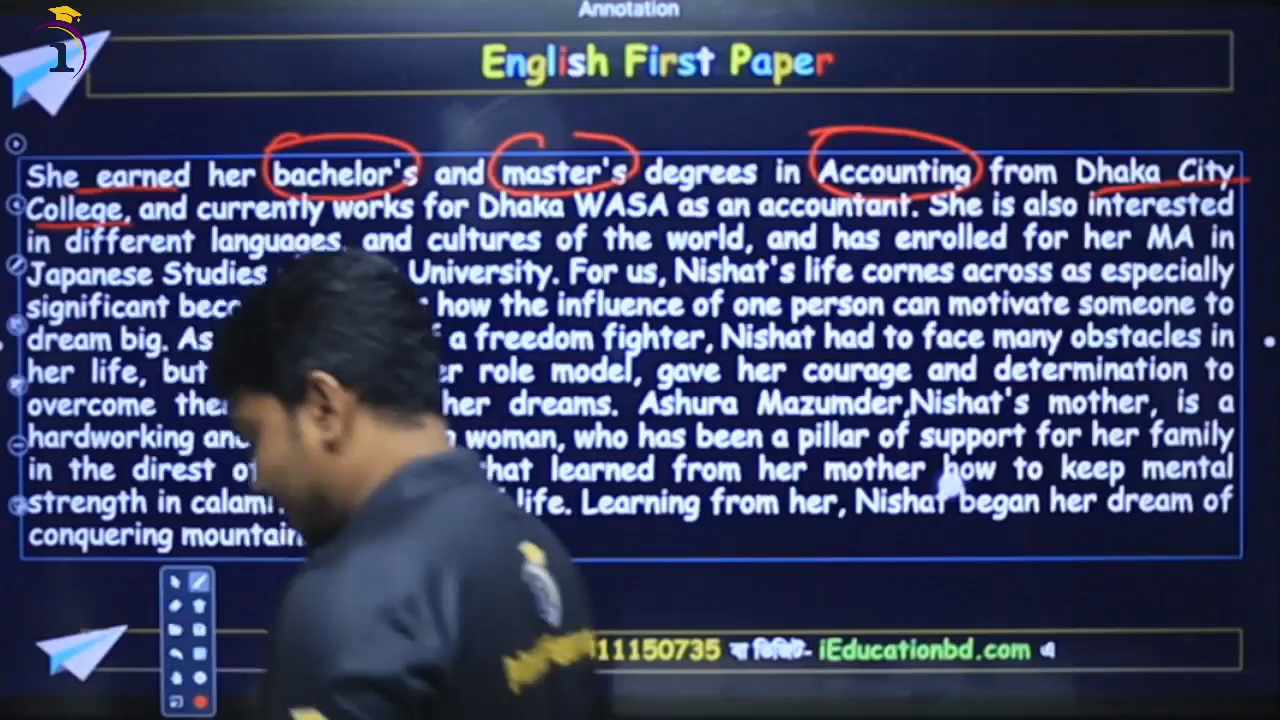 Annotation
English First Paper
She earned her bachelor's and master's degrees in Accounting from Dhaka City
College, and currently works for Dhaka WASA as an accountant. She is also interested
in different languages, and cultures of the world, and has enrolled for her MA in
Japanese Studies University. For us, Nishat's life cornes across as especially
significant how the influence of one person can motivate someone to
dream big. As a freedom fighter, Nishat had to face many obstacles in
her life, but role model, gave her courage and determination to
overcome her dreams. Ashura Mazumder,Nishat's mother, is a
hardworking woman, who has been a pillar of support for her family
in the direst learned from her mother how to keep mental
strength in life. Learning from her, Nishat began her dream of
conquering
11150735 বা ভিজিট- iEducationbd.com এ